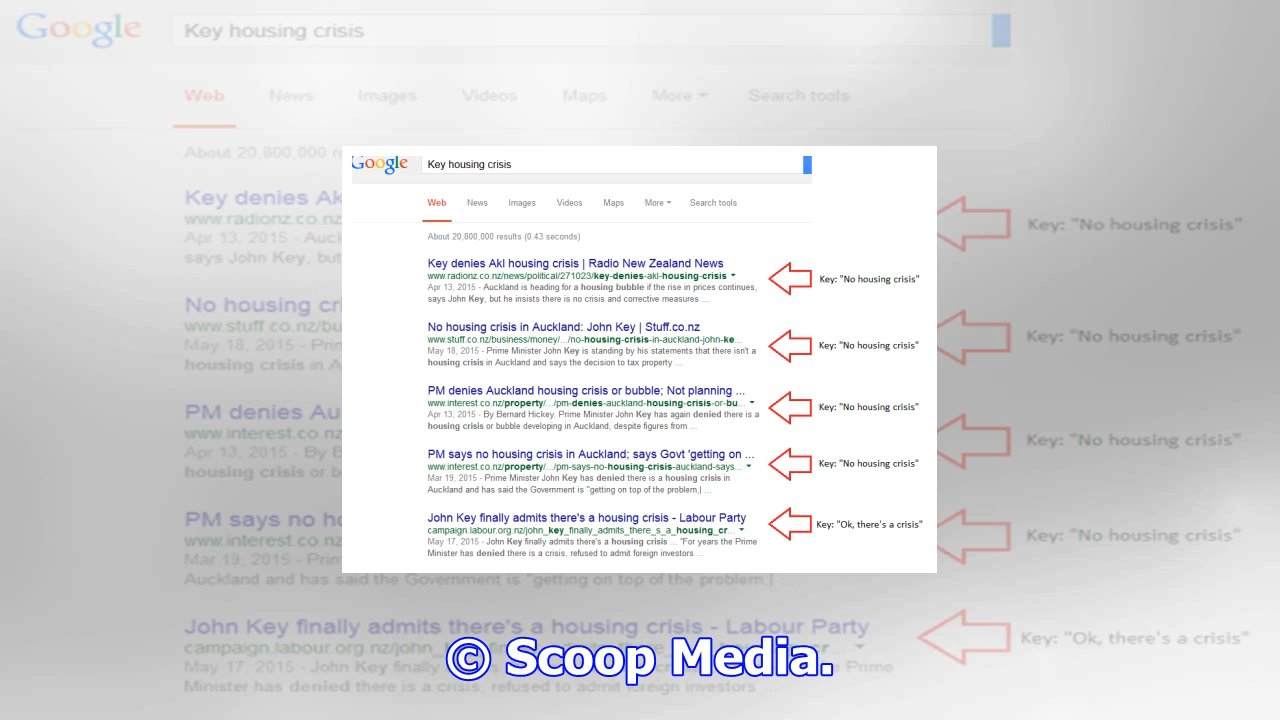 Google Key housing crisis
Web News Images Videos Maps More Search tools
About 20,800,000 results (0.43 seconds)
Key denies Akl housing crisis | Radio New Zealand News
www.radionz.co.nz/news/political/271023/key-denies-akl-housing-crisis
Apr 13, 2015 - Auckland is heading for a housing bubble if the rise in prices continues,
says John Key, but he insists there is no crisis and corrective measures ...
Key: "No housing crisis"
No housing crisis in Auckland: John Key | Stuff.co.nz
www.stuff.co.nz/business/money/.../no-housing-crisis-in-auckland-john-ke...
May 18, 2015 - Prime Minister John Key is standing by his statements that there isn't a
housing crisis in Auckland and says the decision to tax property ...
Key: "No housing crisis"
PM denies Auckland housing crisis or bubble; Not planning ...
www.interest.co.nz/property/.../pm-denies-auckland-housing-crisis-or-bu...
Apr 13, 2015 - By Bernard Hickey. Prime Minister John Key has again denied there is a
housing crisis or bubble developing in Auckland, despite figures from ...
Key: "No housing crisis"
PM says no housing crisis in Auckland; says Govt 'getting on ...
www.interest.co.nz/property/.../pm-says-no-housing-crisis-auckland-says...
Mar 19, 2015 - Prime Minister John Key has denied there is a housing crisis in
Auckland and has said the Government is "getting on top of the problem,| ...
Key: "No housing crisis"
John Key finally admits there's a housing crisis - Labour Party
campaign.labour.org.nz/john_key_finally_admits_there_s_a_housing_cr...
May 17, 2015 - John Key finally admits there's a housing crisis ... "For years the Prime
Minister has denied there is a crisis, refused to admit foreign investors ...
Key: "Ok, there's a crisis"
© Scoop Media.